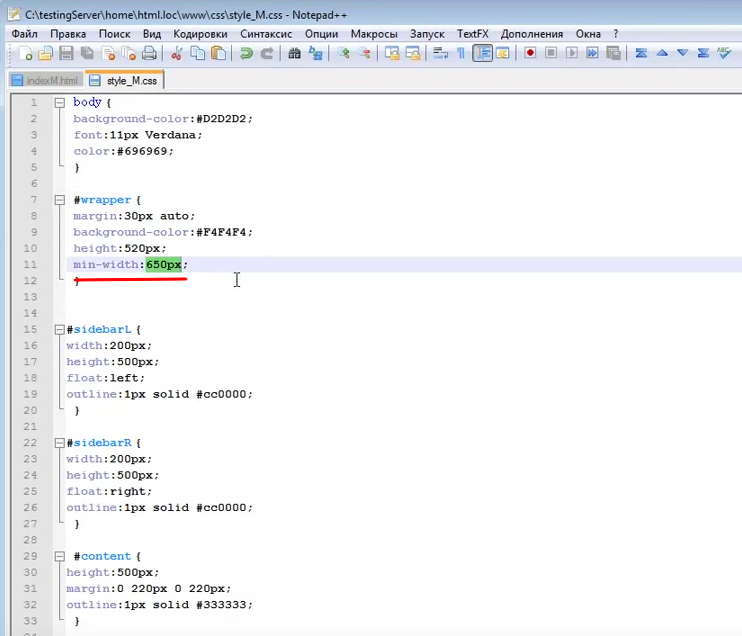 C:\testingServer\home\html.loc\www\css\style_M.css - Notepad++
Файл Правка Поиск Вид Кодировки Синтаксис Опции Макросы Запуск TextFX Дополнения Окна ?
indexM.html style_M.css
1 body {
2 background-color:#D2D2D2;
3 font:11px Verdana;
4 color:#696969;
5 }
6
7 #wrapper {
8 margin:30px auto;
9 background-color:#F4F4F4;
10 height:520px;
11 min-width:650px;
12 }
13
14
15 #sidebarL {
16 width:200px;
17 height:500px;
18 float:left;
19 outline:1px solid #cc0000;
20 }
21
22 #sidebarR {
23 width:200px;
24 height:500px;
25 float:right;
26 outline:1px solid #cc0000;
27 }
28
29 #content {
30 height:500px;
31 margin:0 220px 0 220px;
32 outline:1px solid #333333;
33 }